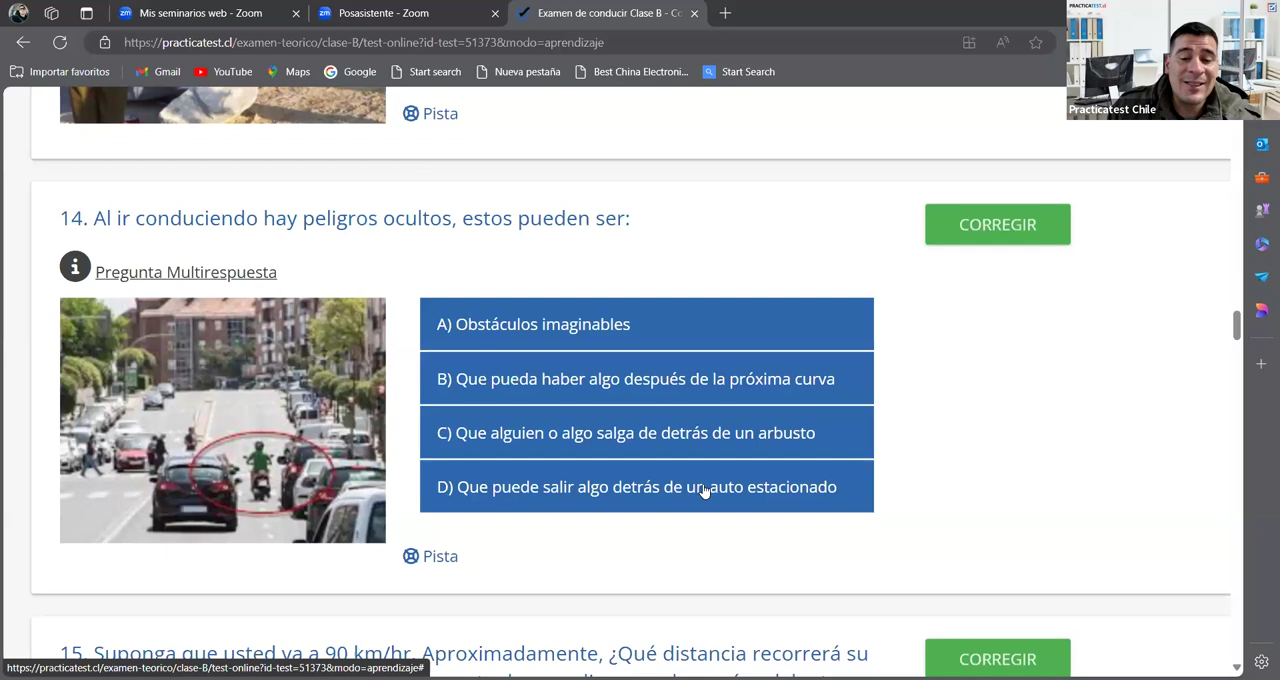 Mis seminarios web - Zoom
Posasistente - Zoom
Examen de conducir Clase B - Co
https://practicatest.cl/examen-teorico/clase-B/test-online?id-test=51373&modo=aprendizaje
Importar favoritos
Gmail
YouTube
Maps
Google
Start search
Nueva pestaña
Best China Electroni...
Start Search
PRACTICATEST.cl
Practicatest Chile
Pista
14. Al ir conduciendo hay peligros ocultos, estos pueden ser:
CORREGIR
Pregunta Multirespuesta
A) Obstáculos imaginables
B) Que pueda haber algo después de la próxima curva
C) Que alguien o algo salga de detrás de un arbusto
D) Que puede salir algo detrás de un auto estacionado
Pista
15. Suponga que usted va a 90 km/hr. Aproximadamente, ¿Qué distancia recorrerá su
CORREGIR
https://practicatest.cl/examen-teorico/clase-B/test-online?id-test=51373&modo=aprendizaje#